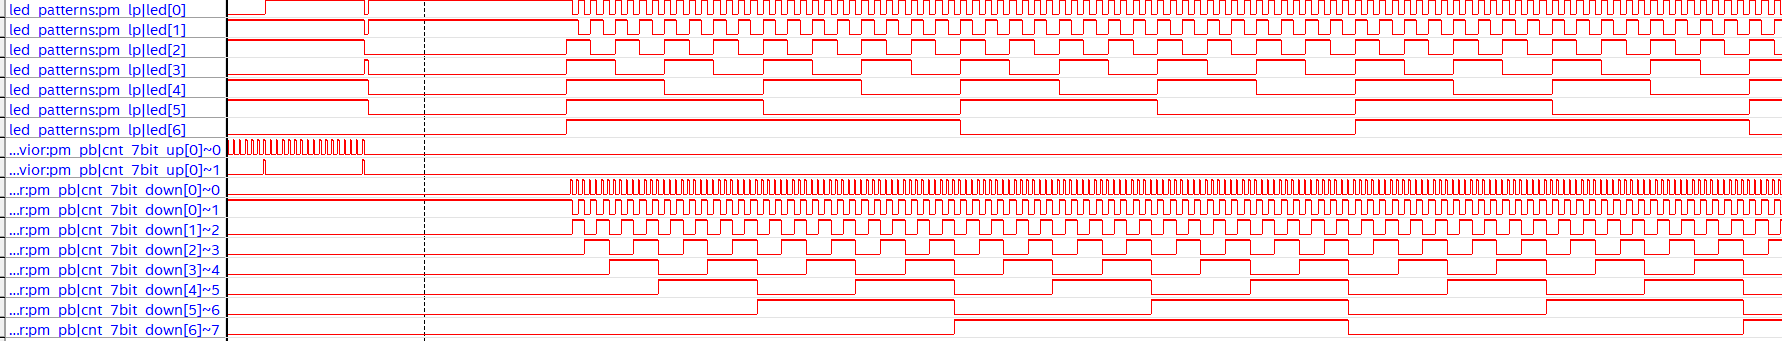 led_patterns:pm_lp|led[0]
led_patterns:pm_lp|led[1]
led_patterns:pm_lp|led[2]
led_patterns:pm_lp|led[3]
led_patterns:pm_lp|led[4]
led_patterns:pm_lp|led[5]
led_patterns:pm_lp|led[6]
...vior:pm_pb|cnt_7bit_up[0]~0
...vior:pm_pb|cnt_7bit_up[0]~1
...r:pm_pb|cnt_7bit_down[0]~0
...r:pm_pb|cnt_7bit_down[0]~1
...r:pm_pb|cnt_7bit_down[1]~2
...r:pm_pb|cnt_7bit_down[2]~3
...r:pm_pb|cnt_7bit_down[3]~4
...r:pm_pb|cnt_7bit_down[4]~5
...r:pm_pb|cnt_7bit_down[5]~6
...r:pm_pb|cnt_7bit_down[6]~7